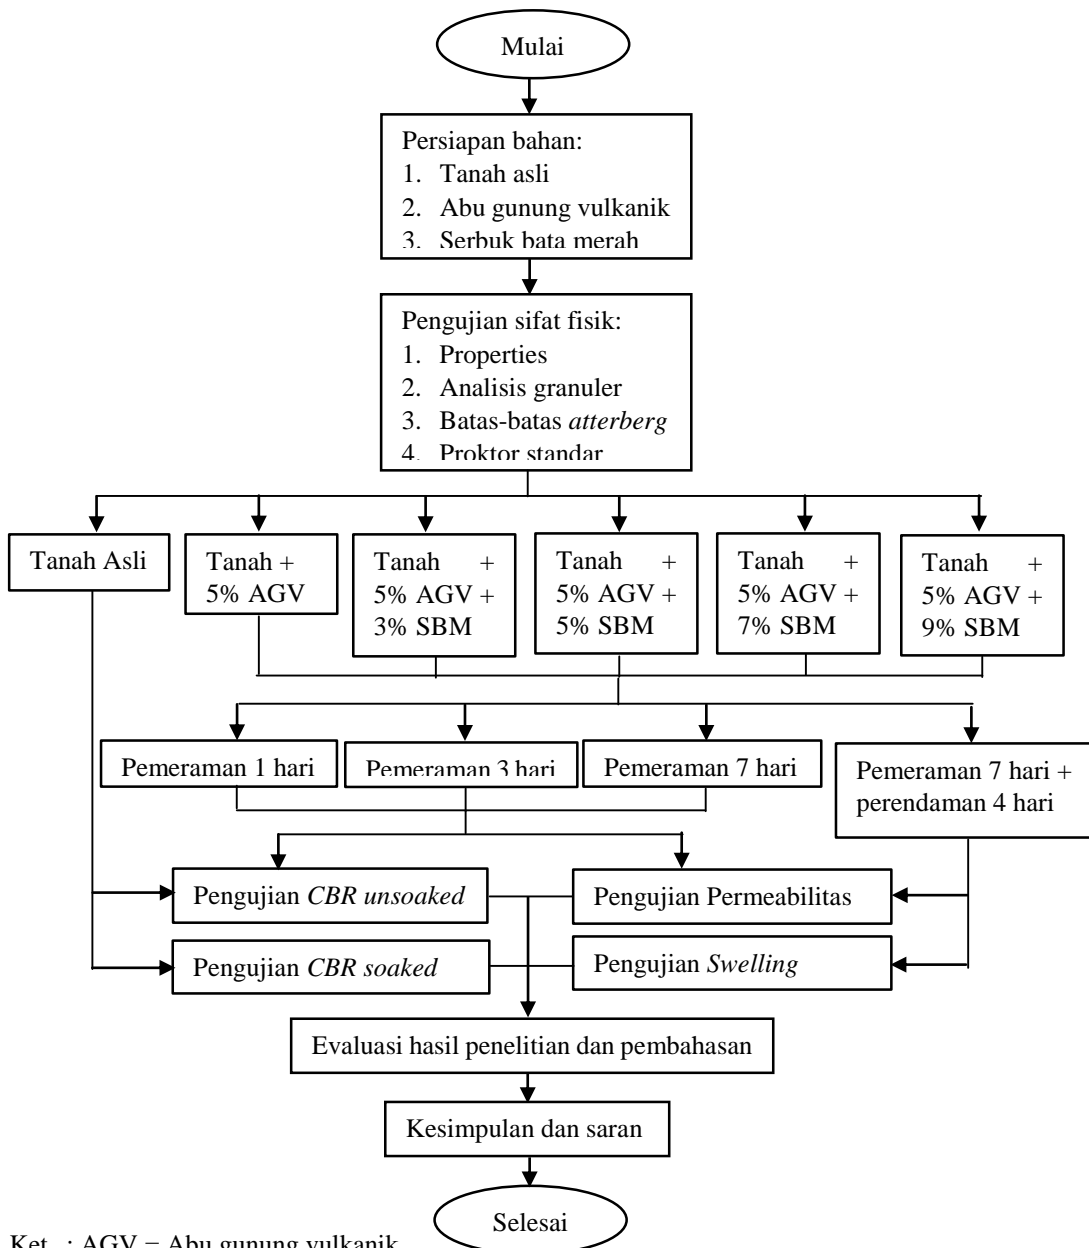 Mulai
Persiapan bahan:
1. Tanah asli
2. Abu gunung vulkanik
3. Serbuk bata merah
Pengujian sifat fisik:
1. Properties
2. Analisis granuler
3. Batas-batas atterberg
4. Proktor standar
Tanah Asli
Tanah +
5% AGV
Tanah +
5% AGV +
3% SBM
Tanah +
5% AGV +
5% SBM
Tanah +
5% AGV +
7% SBM
Tanah +
5% AGV +
9% SBM
Pemeraman 1 hari
Pemeraman 3 hari
Pemeraman 7 hari
Pemeraman 7 hari +
perendaman 4 hari
Pengujian CBR unsoaked
Pengujian Permeabilitas
Pengujian CBR soaked
Pengujian Swelling
Evaluasi hasil penelitian dan pembahasan
Kesimpulan dan saran
Selesai
Ket. : AGV = Abu gunung vulkanik